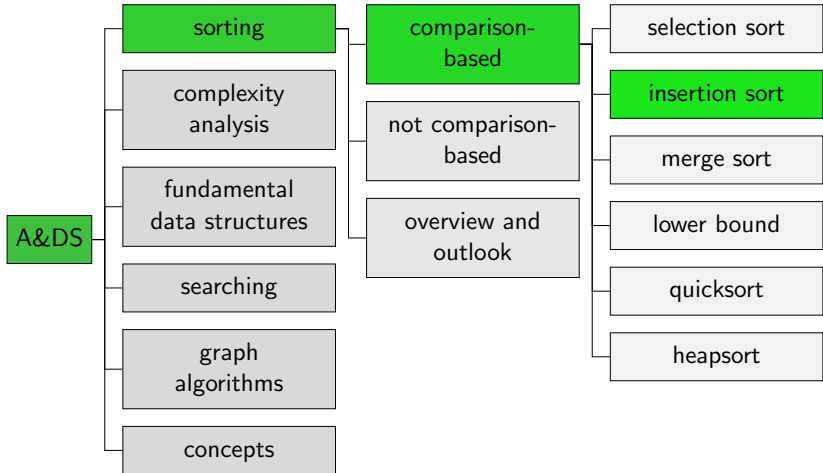 A&DS
sorting
complexity
analysis
fundamental
data structures
searching
graph
algorithms
concepts
comparison-
based
not comparison-
based
overview and
outlook
selection sort
insertion sort
merge sort
lower bound
quicksort
heapsort